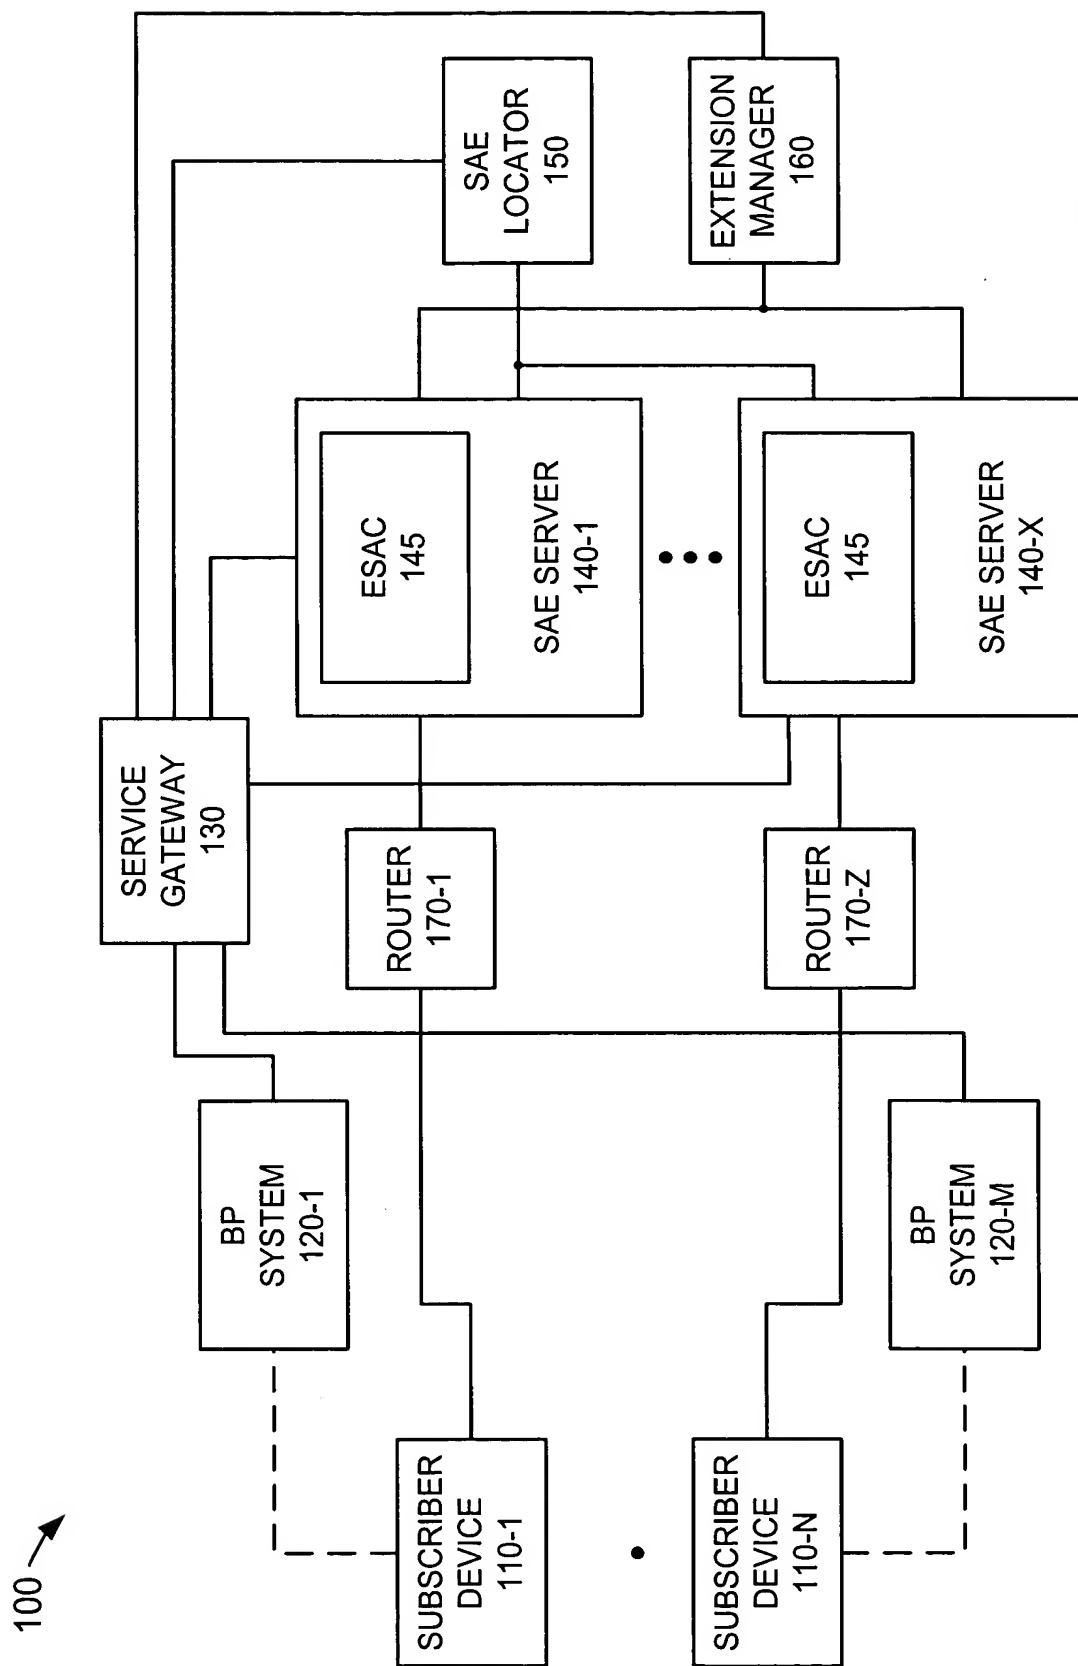 100
SUBSCRIBER
DEVICE
110-1
SUBSCRIBER
DEVICE
110-N
BP
SYSTEM
120-1
BP
SYSTEM
120-M
SERVICE
GATEWAY
130
ROUTER
170-1
ROUTER
170-Z
ESAC
145
SAE SERVER
140-1
ESAC
145
SAE SERVER
140-X
SAE
LOCATOR
150
EXTENSION
MANAGER
160